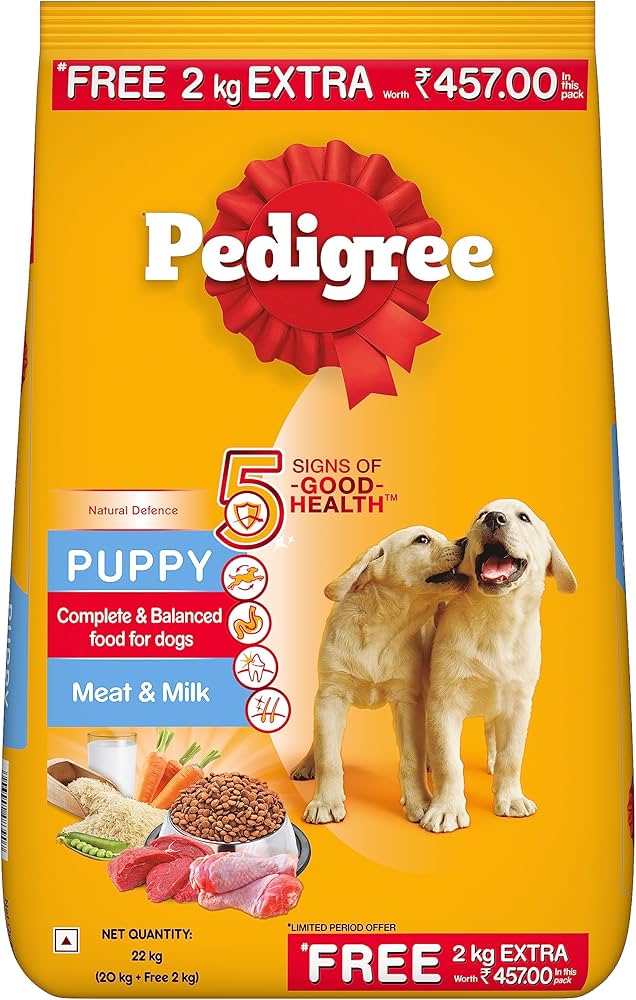 #FREE 2 kg EXTRA Worth ₹457.00 In this pack
Pedigree
5 SIGNS OF
-GOOD-
HEALTH™
Natural Defence
PUPPY
Complete & Balanced
food for dogs
Meat & Milk
PUPPY
NET QUANTITY:
22 kg
(20 kg + Free 2 kg)
*LIMITED PERIOD OFFER
#FREE 2 kg EXTRA
Worth ₹457.00 In this pack